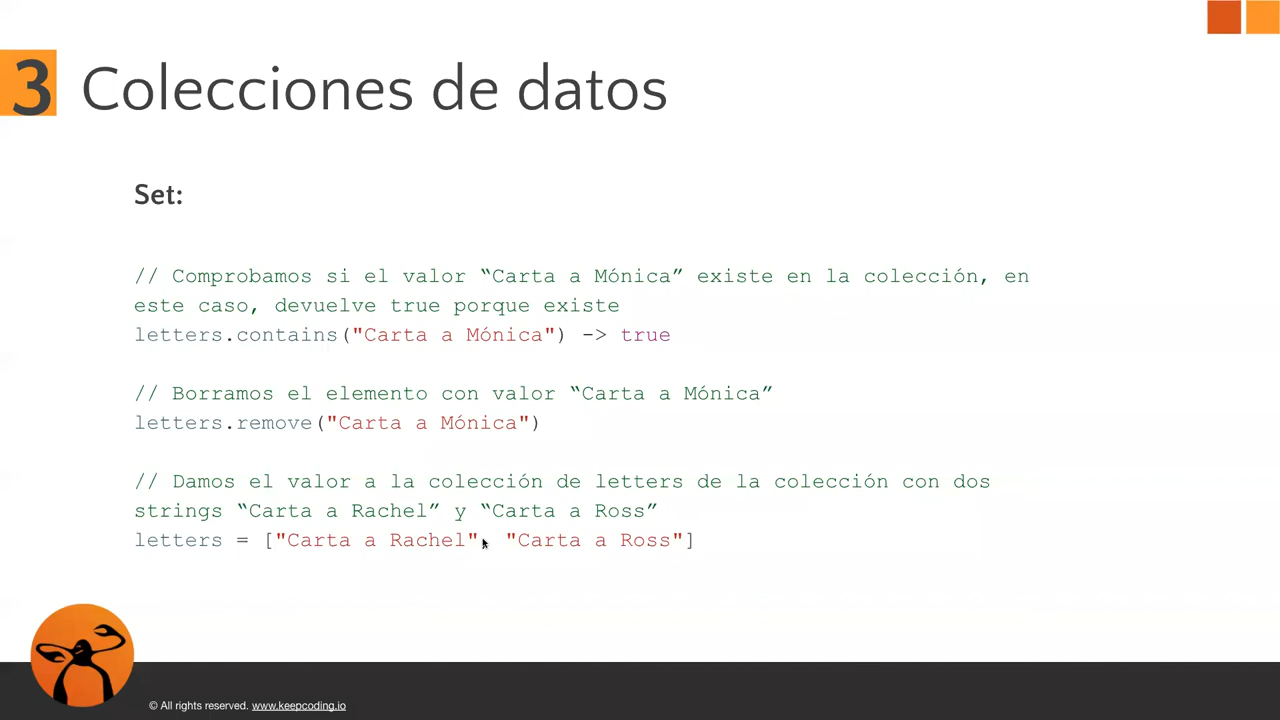 3 Colecciones de datos
Set:
// Comprobamos si el valor “Carta a Mónica” existe en la colección, en
este caso, devuelve true porque existe
letters.contains("Carta a Mónica") -> true
// Borramos el elemento con valor “Carta a Mónica”
letters.remove("Carta a Mónica")
// Damos el valor a la colección de letters de la colección con dos
strings “Carta a Rachel” y “Carta a Ross”
letters = ["Carta a Rachel", "Carta a Ross"]
© All rights reserved. www.keepcoding.io